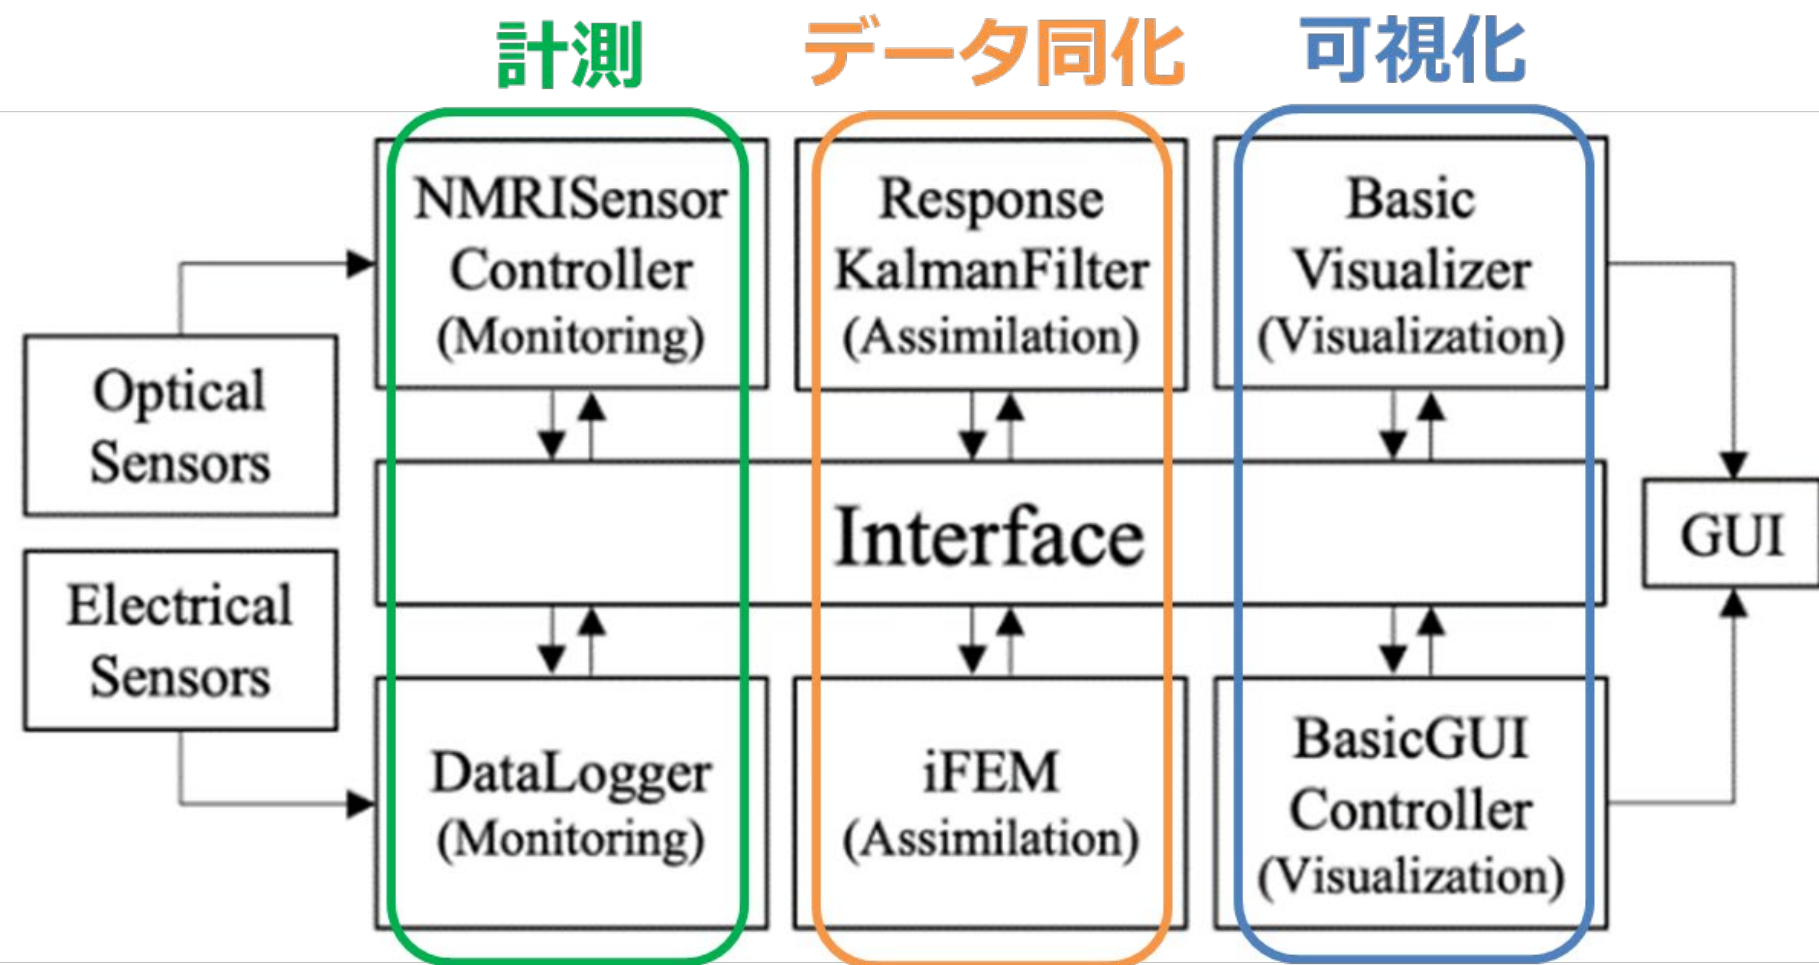 計測
データ同化
可視化
NMRISensor
Controller
(Monitoring)
Response
KalmanFilter
(Assimilation)
Basic
Visualizer
(Visualization)
Optical
Sensors
Interface
GUI
Electrical
Sensors
DataLogger
(Monitoring)
iFEM
(Assimilation)
BasicGUI
Controller
(Visualization)